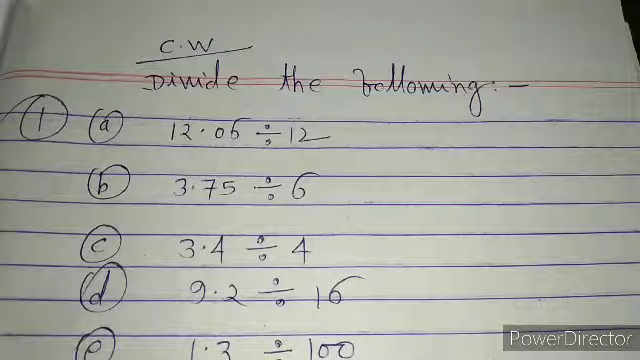 C.W
Divide the following:-
① (a) 12.06 ÷ 12
(b) 3.75 ÷ 6
(c) 3.4 ÷ 4
(d) 9.2 ÷ 16
(e) 1.3 ÷ 100
PowerDirector